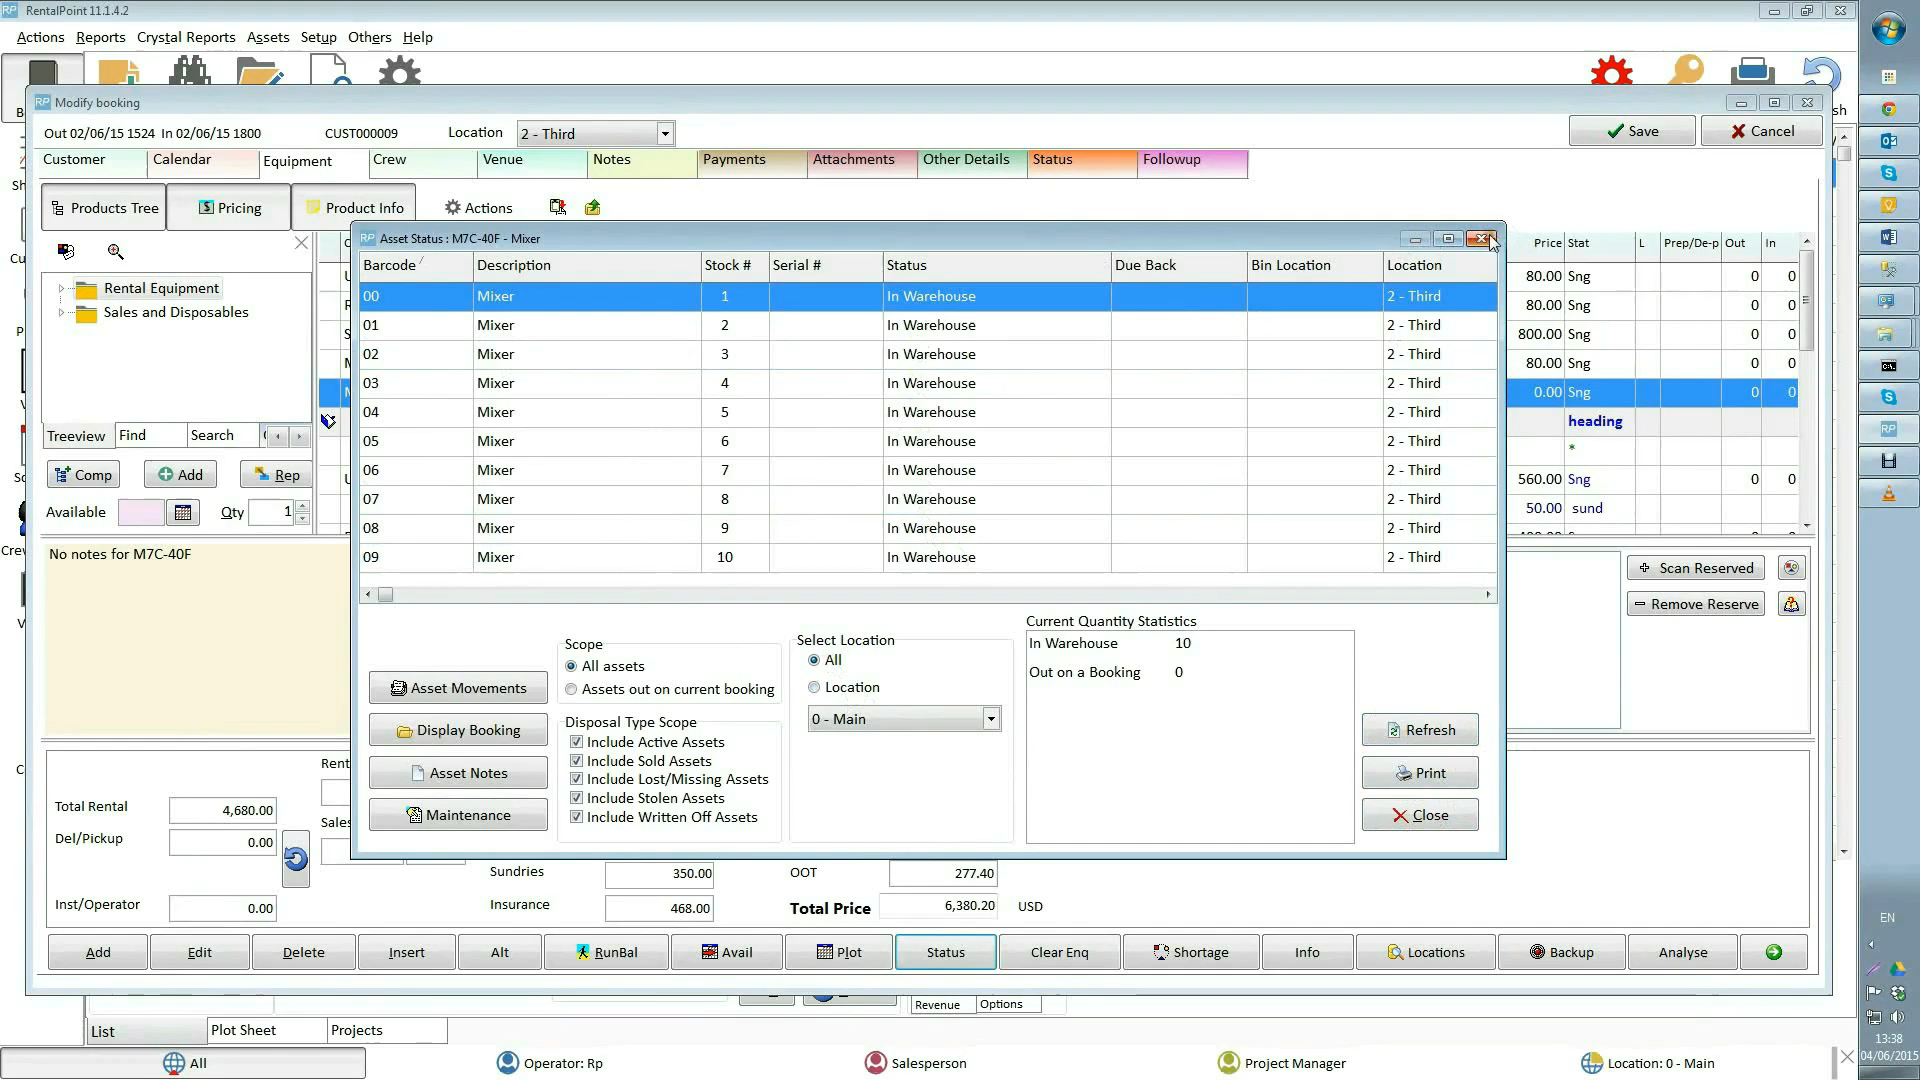 RentalPoint 11.1.4.2
Actions Reports Crystal Reports Assets Setup Others Help
Modify booking
Out 02/06/15 1524 In 02/06/15 1800 CUST000009 Location 2 - Third Save Cancel
Customer Calendar Equipment Crew Venue Notes Payments Attachments Other Details Status Followup
Products Tree Pricing Product Info Actions
Asset Status : M7C-40F - Mixer
Barcode Description Stock # Serial # Status Due Back Bin Location Location
00 Mixer 1 In Warehouse 2 - Third
01 Mixer 2 In Warehouse 2 - Third
02 Mixer 3 In Warehouse 2 - Third
03 Mixer 4 In Warehouse 2 - Third
04 Mixer 5 In Warehouse 2 - Third
05 Mixer 6 In Warehouse 2 - Third
06 Mixer 7 In Warehouse 2 - Third
07 Mixer 8 In Warehouse 2 - Third
08 Mixer 9 In Warehouse 2 - Third
09 Mixer 10 In Warehouse 2 - Third
Price Stat L Prep/De-p Out In
80.00 Sng 0 0
80.00 Sng 0 0
800.00 Sng 0 0
80.00 Sng 0 0
0.00 Sng 0 0
heading
*
560.00 Sng 0 0
50.00 sund
Rental Equipment
Sales and Disposables
Treeview Find Search
Comp Add Rep
Available Qty 1
No notes for M7C-40F
Scan Reserved
Remove Reserve
Asset Movements
Display Booking
Asset Notes
Maintenance
Scope
All assets
Assets out on current booking
Disposal Type Scope
Include Active Assets
Include Sold Assets
Include Lost/Missing Assets
Include Stolen Assets
Include Written Off Assets
Select Location
All
Location
0 - Main
Current Quantity Statistics
In Warehouse 10
Out on a Booking 0
Refresh
Print
Close
Total Rental 4,680.00
Del/Pickup 0.00
Inst/Operator 0.00
Sundries 350.00 OOT 277.40
Insurance 468.00 Total Price 6,380.20 USD
Add Edit Delete Insert Alt RunBal Avail Plot Status Clear Enq Shortage Info Locations Backup Analyse
Revenue Options
List Plot Sheet Projects
All Operator: Rp Salesperson Project Manager Location: 0 - Main
EN
13:38
04/06/2015